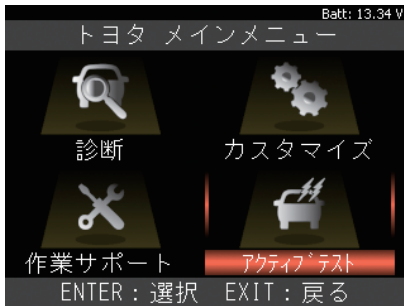 Batt: 13.34 V
トヨタ メインメニュー
診断 カスタマイズ
作業サポート ｱｸﾃｨﾌﾞﾃｽﾄ
ENTER：選択 EXIT：戻る